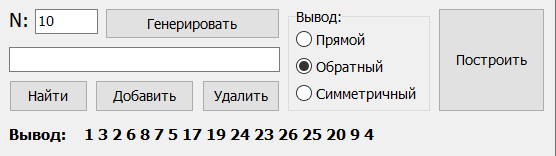 N: 10 Генерировать
Вывод:
Прямой
Обратный
Симметричный
Построить
Найти Добавить Удалить
Вывод: 1 3 2 6 8 7 5 17 19 24 23 26 25 20 9 4